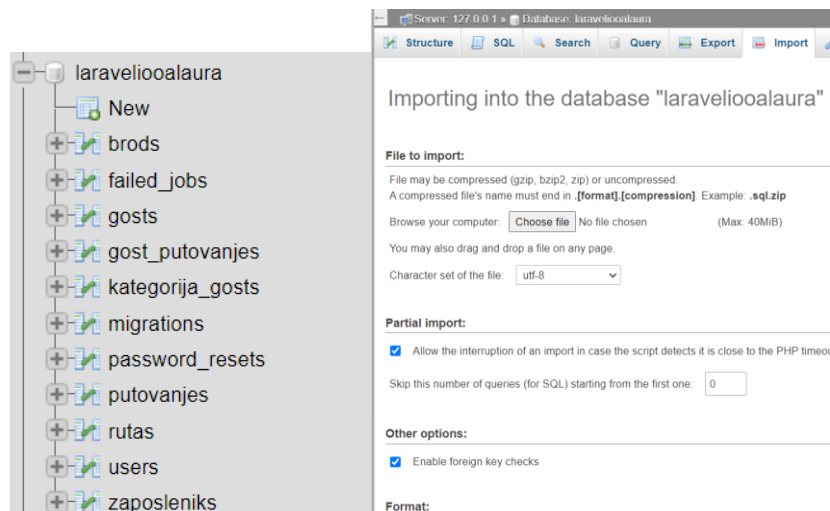 laraveliooalaura
New
brods
failed_jobs
gosts
gost_putovanjes
kategorija_gosts
migrations
password_resets
putovanjes
rutas
users
zaposleniks
Server: 127.0.0.1 » Database: laraveliooalaura
Structure SQL Search Query Export Import
Importing into the database "laraveliooalaura"
File to import:
File may be compressed (gzip, bzip2, zip) or uncompressed.
A compressed file's name must end in .[format].[compression]. Example: .sql.zip
Browse your computer: Choose file No file chosen (Max: 40MiB)
You may also drag and drop a file on any page.
Character set of the file: utf-8
Partial import:
Allow the interruption of an import in case the script detects it is close to the PHP timeou
Skip this number of queries (for SQL) starting from the first one: 0
Other options:
Enable foreign key checks
Format: